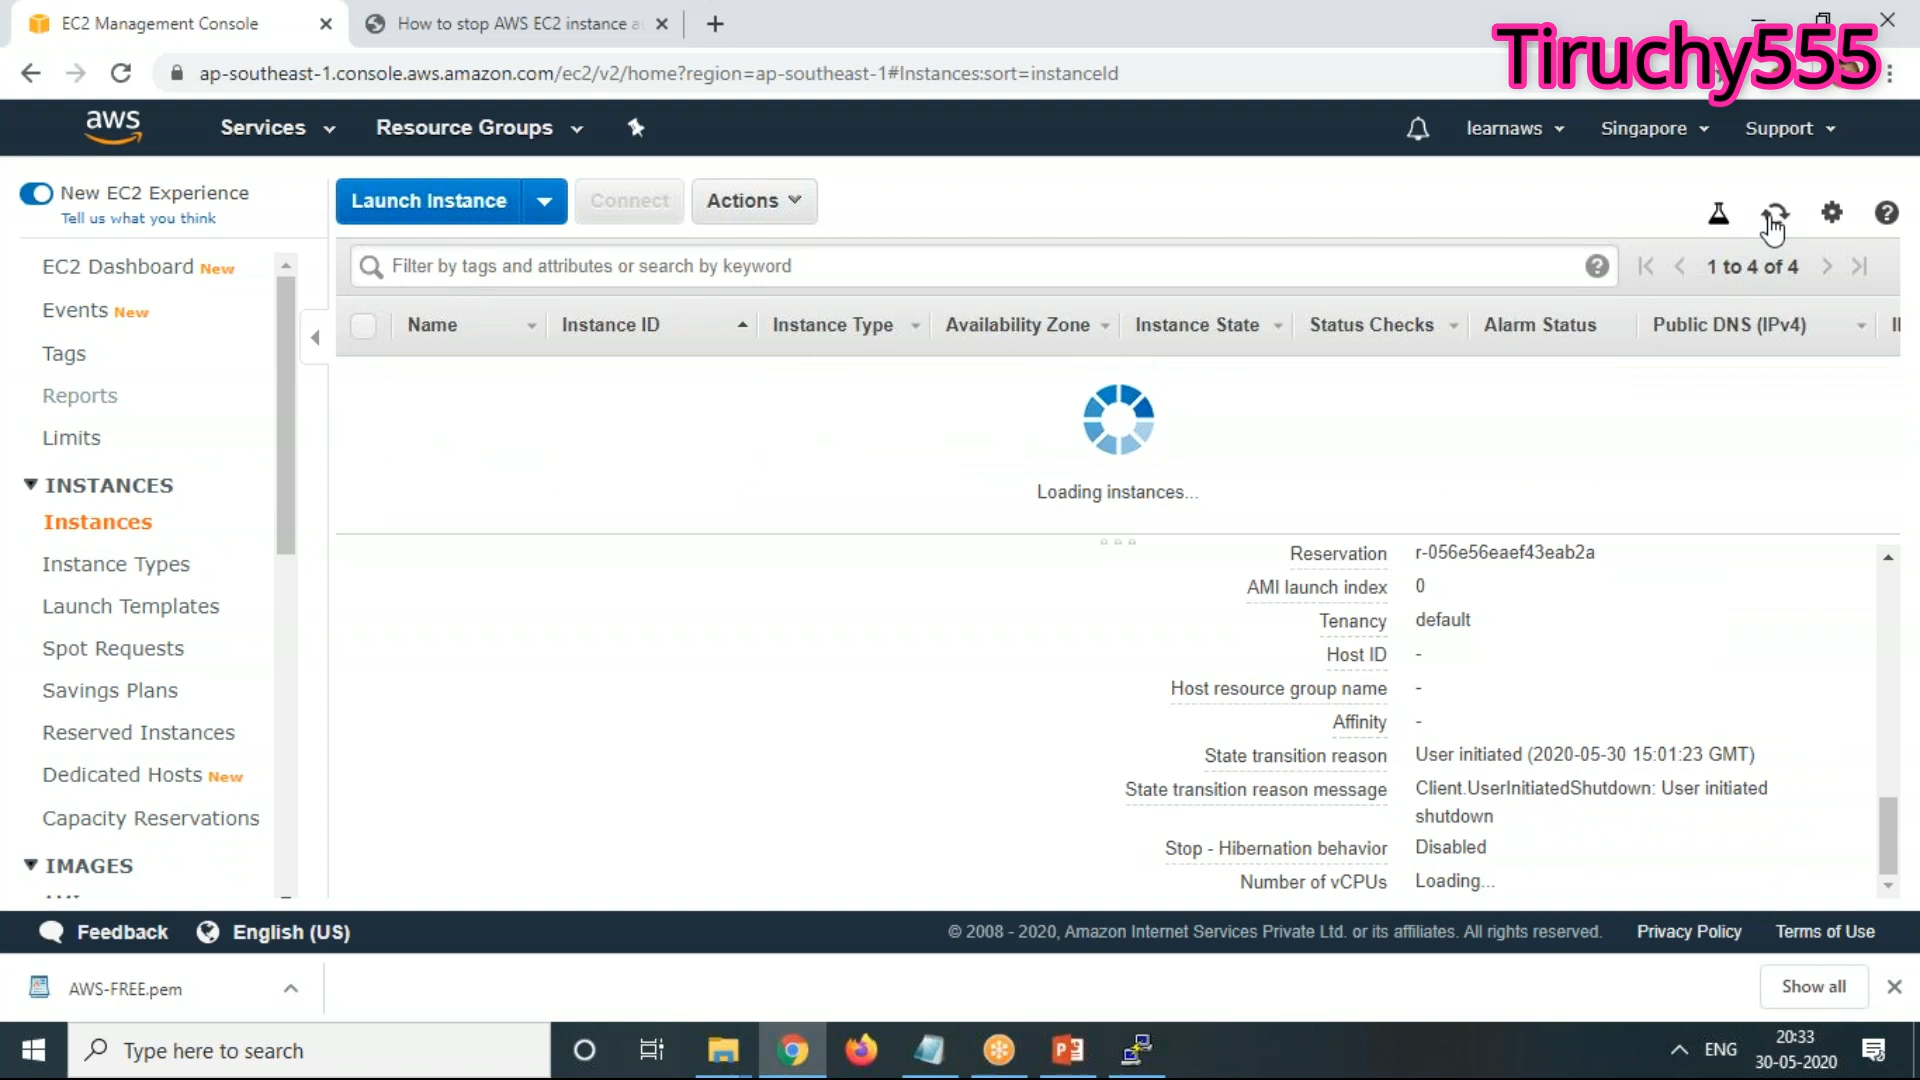 EC2 Management Console
How to stop AWS EC2 instance a
Tiruchy555
ap-southeast-1.console.aws.amazon.com/ec2/v2/home?region=ap-southeast-1#Instances:sort=instanceId
aws
Services
Resource Groups
learnaws
Singapore
Support
New EC2 Experience
Tell us what you think
Launch Instance
Connect
Actions
EC2 Dashboard New
Events New
Tags
Reports
Limits
INSTANCES
Instances
Instance Types
Launch Templates
Spot Requests
Savings Plans
Reserved Instances
Dedicated Hosts New
Capacity Reservations
IMAGES
Filter by tags and attributes or search by keyword
1 to 4 of 4
Name
Instance ID
Instance Type
Availability Zone
Instance State
Status Checks
Alarm Status
Public DNS (IPv4)
Loading instances...
Reservation r-056e56eaef43eab2a
AMI launch index 0
Tenancy default
Host ID -
Host resource group name -
Affinity -
State transition reason User initiated (2020-05-30 15:01:23 GMT)
State transition reason message Client.UserInitiatedShutdown: User initiated
shutdown
Stop - Hibernation behavior Disabled
Number of vCPUs Loading...
Feedback
English (US)
© 2008 - 2020, Amazon Internet Services Private Ltd. or its affiliates. All rights reserved.
Privacy Policy
Terms of Use
AWS-FREE.pem
Show all
Type here to search
ENG
20:33
30-05-2020